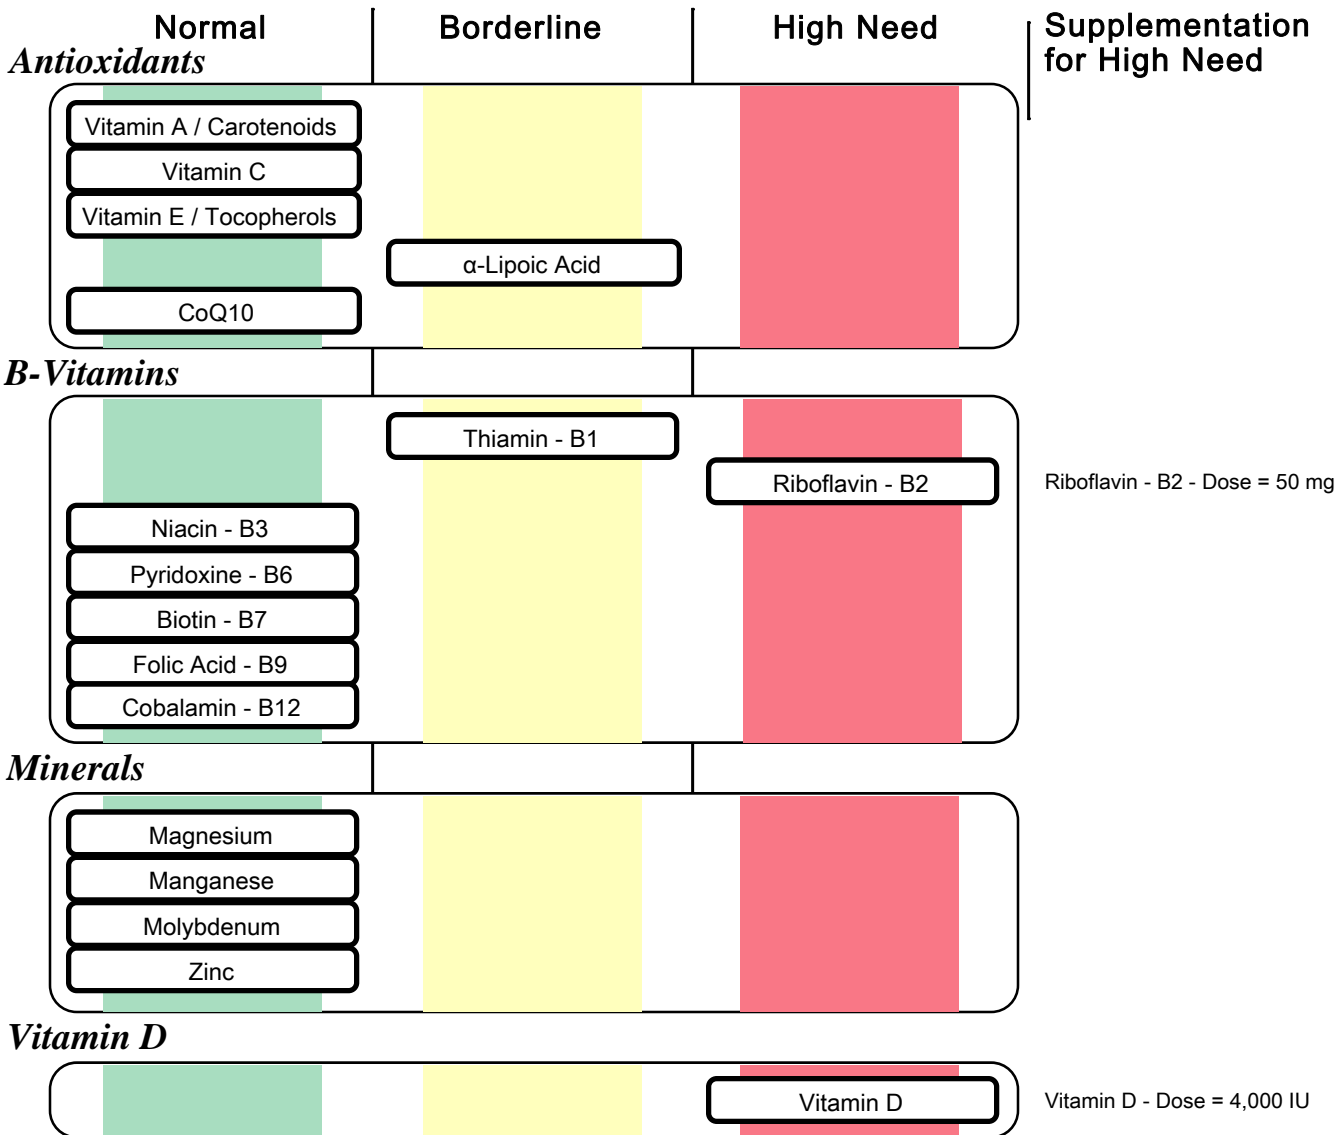 Normal
Borderline
High Need
Supplementation
for High Need
Antioxidants
Vitamin A / Carotenoids
Vitamin C
Vitamin E / Tocopherols
α-Lipoic Acid
CoQ10
B-Vitamins
Thiamin - B1
Riboflavin - B2
Riboflavin - B2 - Dose = 50 mg
Niacin - B3
Pyridoxine - B6
Biotin - B7
Folic Acid - B9
Cobalamin - B12
Minerals
Magnesium
Manganese
Molybdenum
Zinc
Vitamin D
Vitamin D
Vitamin D - Dose = 4,000 IU